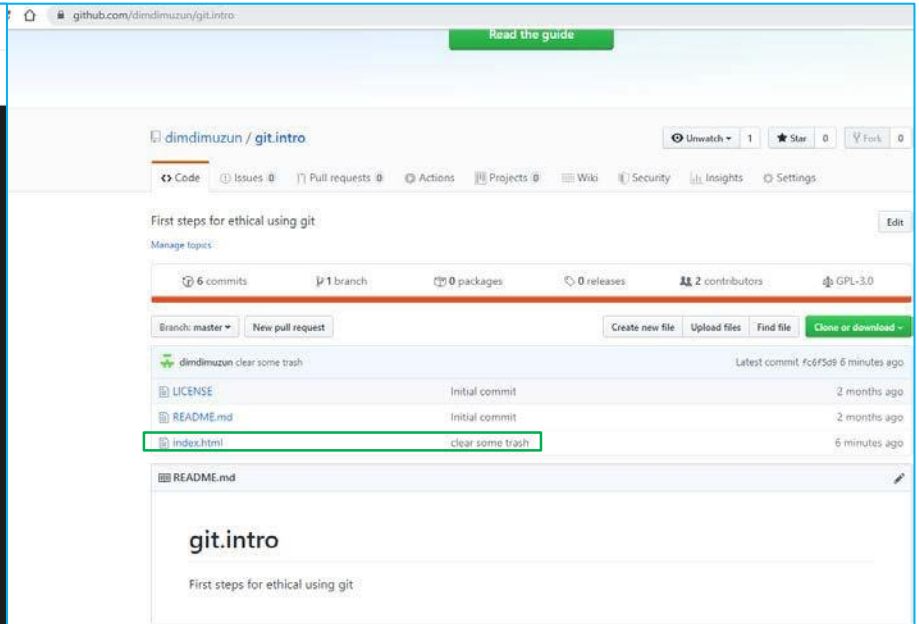 github.com/dimdimuzun/git.intro
Read the guide
dimdimuzun / git.intro
Unwatch 1 Star 0 Fork 0
Code Issues 0 Pull requests 0 Actions Projects 0 Wiki Security Insights Settings
First steps for ethical using git
Edit
Manage topics
6 commits 1 branch 0 packages 0 releases 2 contributors GPL-3.0
Branch: master New pull request Create new file Upload files Find file Clone or download
dimdimuzun clear some trash Latest commit fc6f5d9 6 minutes ago
LICENSE Initial commit 2 months ago
README.md Initial commit 2 months ago
index.html clear some trash 6 minutes ago
README.md
git.intro
First steps for ethical using git